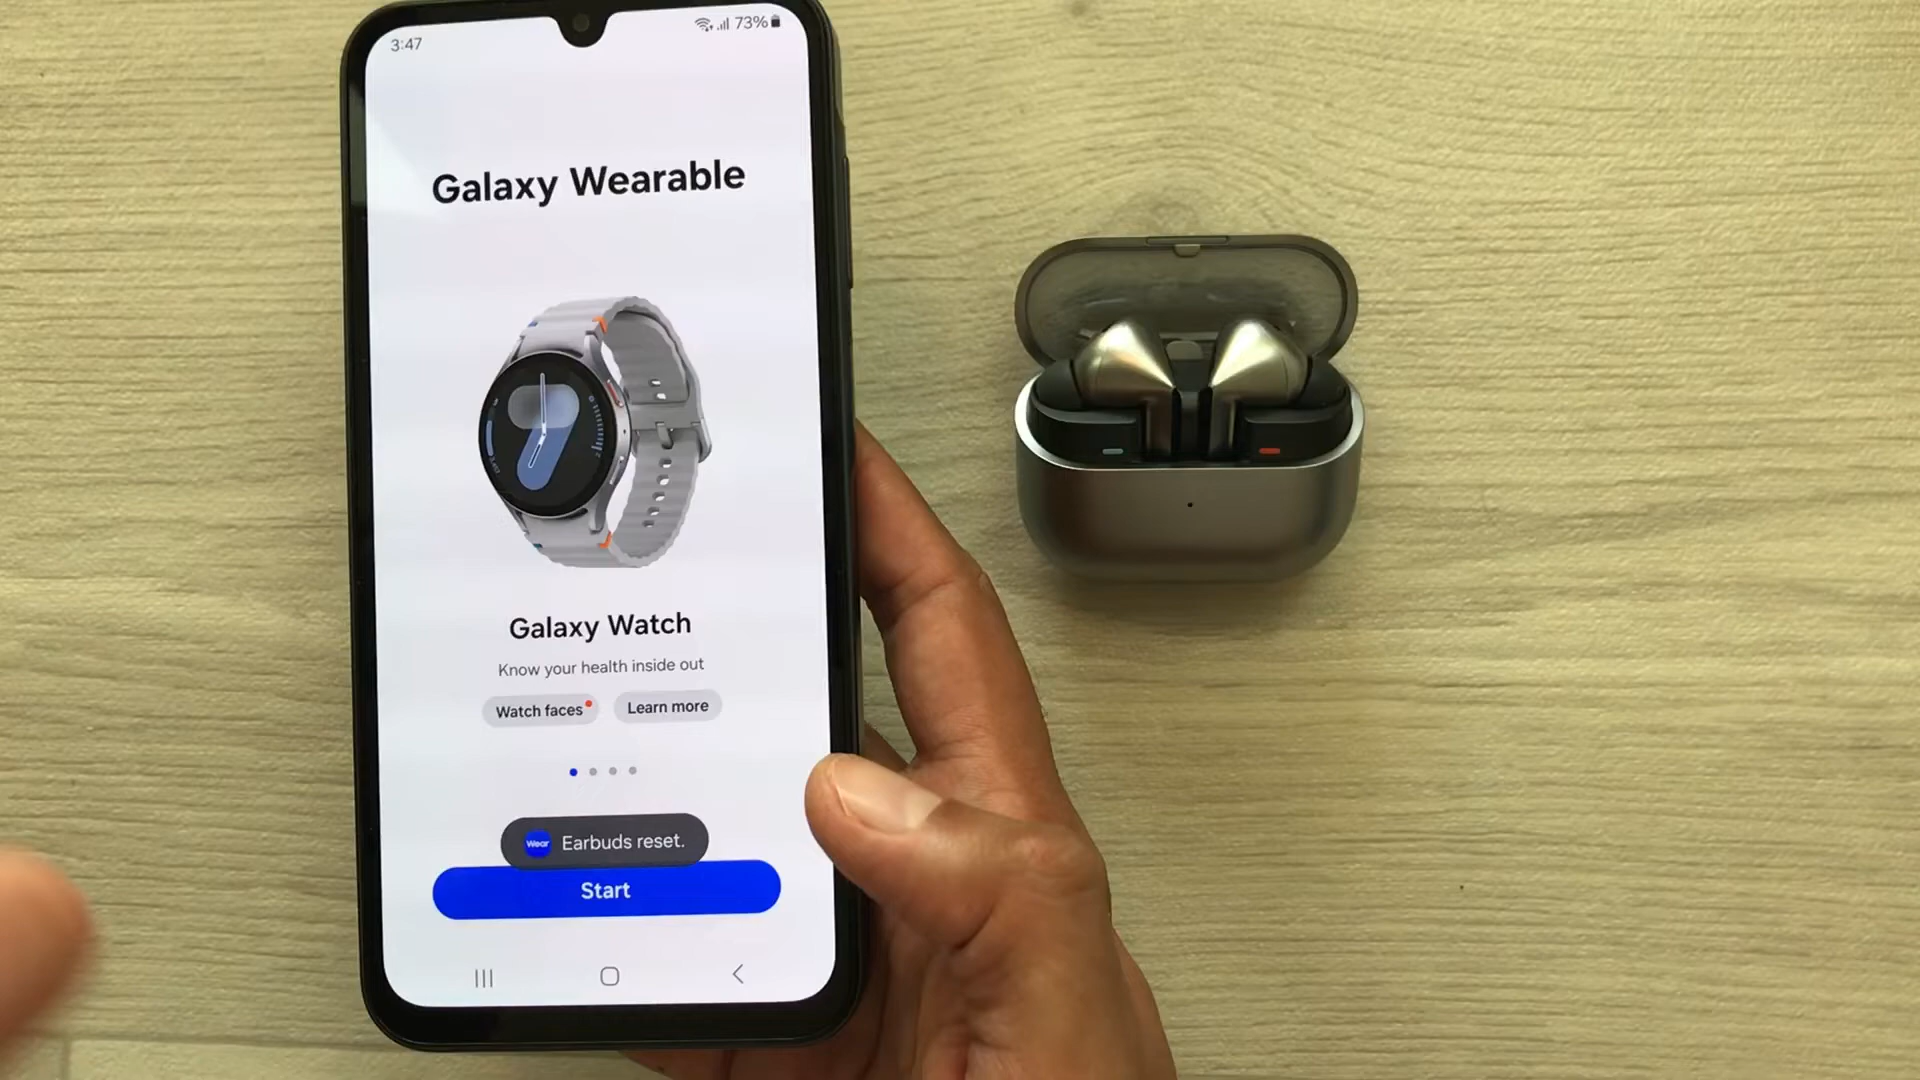 3:47
73%
Galaxy Wearable
Galaxy Watch
Know your health inside out
Watch faces
Learn more
Wear
Earbuds reset.
Start